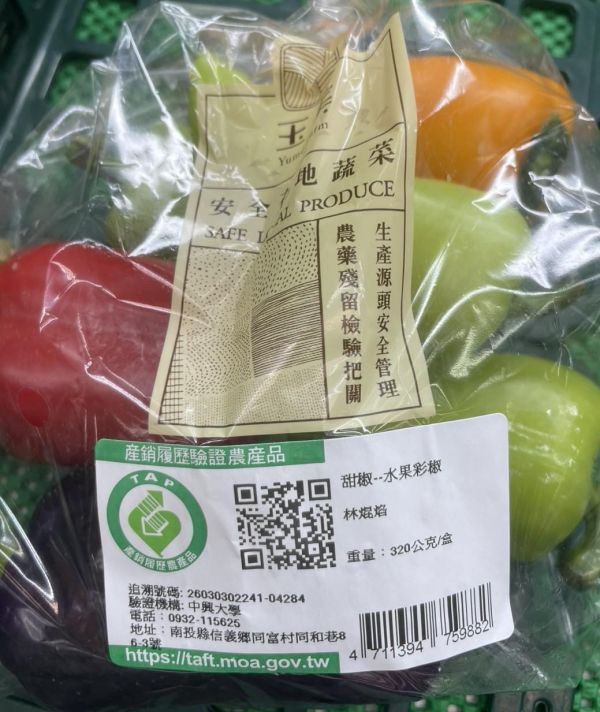 安全 地蔬菜
SAFE L AL PRODUCE
生產源頭安全管理
農藥殘留檢驗把關
產銷履歷驗證農產品
TAP
產銷履歷農產品
甜椒--水果彩椒
林焜焰
重量：320公克/盒
追溯號碼: 26030302241-04284
驗證機構: 中興大學
電話：0932-115625
地址：南投縣信義鄉同富村同和巷8
6-3號
4 711394 759882
https://taft.moa.gov.tw